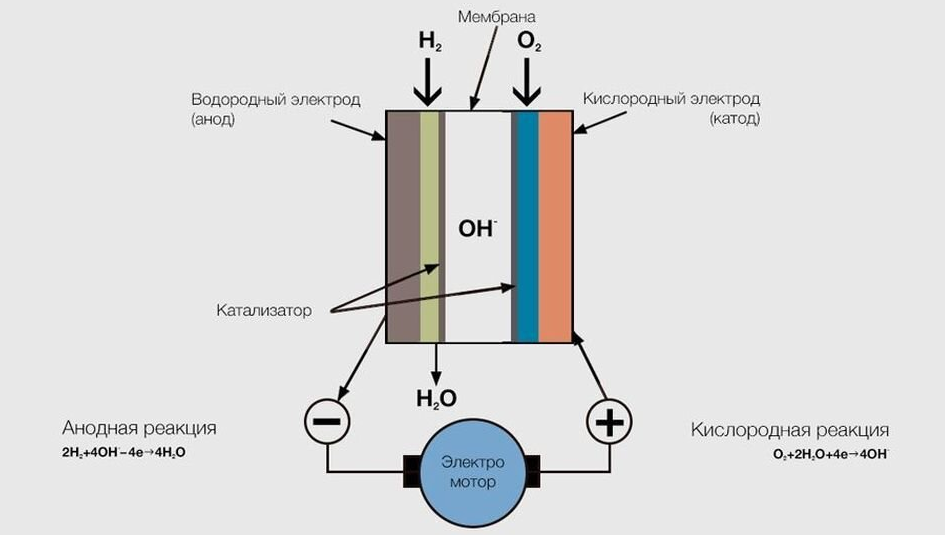 Мембрана
H₂
O₂
Водородный электрод
(анод)
Кислородный электрод
(катод)
OH⁻
Катализатор
H₂O
−
+
Анодная реакция
2H₂+4OH⁻−4e→4H₂O
Кислородная реакция
O₂+2H₂O+4e→4OH⁻
Электро
мотор